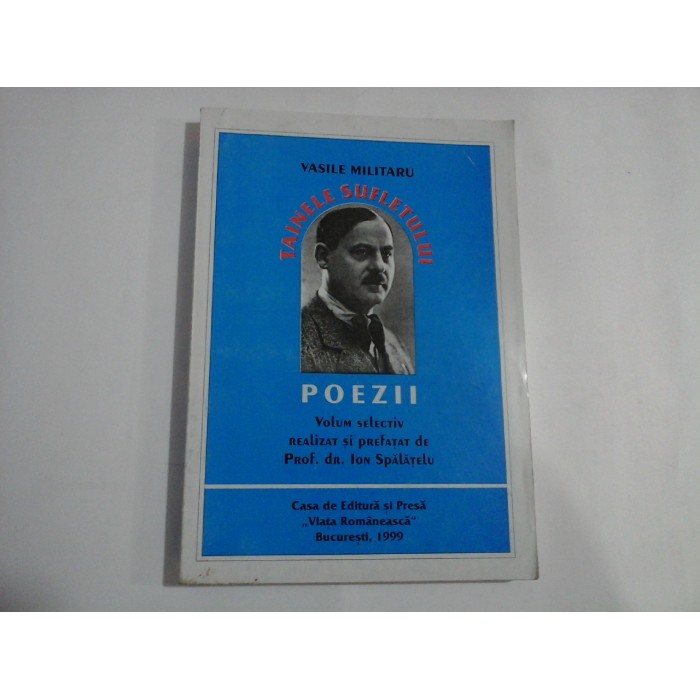 VASILE MILITARU
TAINELE SUFLETULUI
POEZII
Volum selectiv
realizat și prefațat de
Prof. dr. Ion Spălățelu
Casa de Editură și Presă
„Viața Românească"
București, 1999